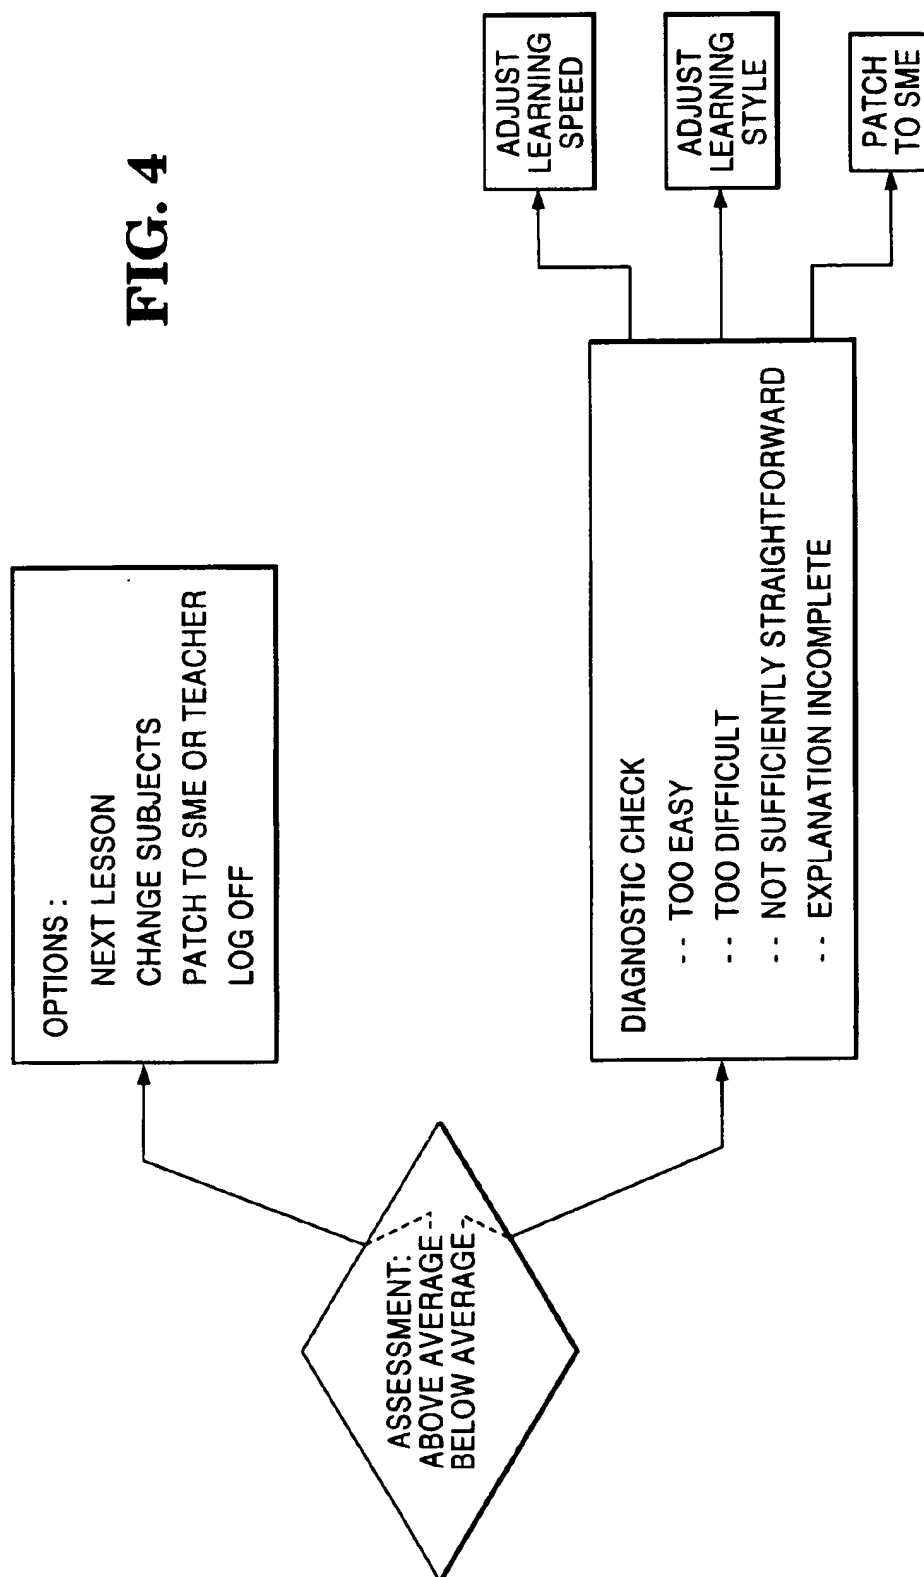 FIG. 4
ASSESSMENT:
ABOVE AVERAGE
BELOW AVERAGE
OPTIONS :
NEXT LESSON
CHANGE SUBJECTS
PATCH TO SME OR TEACHER
LOG OFF
DIAGNOSTIC CHECK
-- TOO EASY
-- TOO DIFFICULT
-- NOT SUFFICIENTLY STRAIGHTFORWARD
-- EXPLANATION INCOMPLETE
ADJUST
LEARNING
SPEED
ADJUST
LEARNING
STYLE
PATCH
TO SME